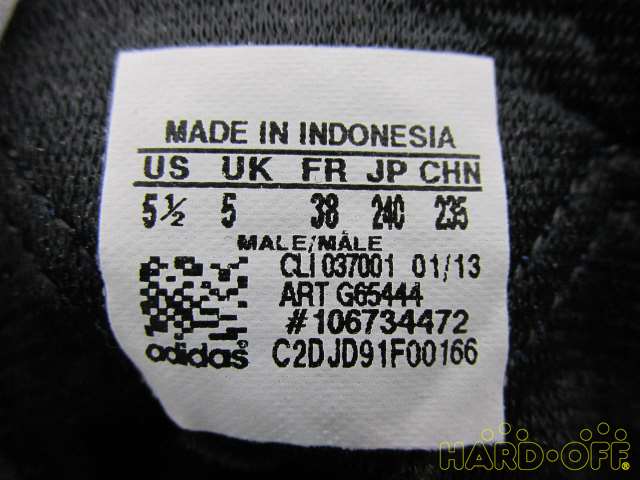 MADE IN INDONESIA
US UK FR JP CHN
5½ 5 38 240 235
MALE/MÂLE
CLI 037001 01/13
ART G65444
#106734472
adidas® C2DJD91F00166
HARD-OFF